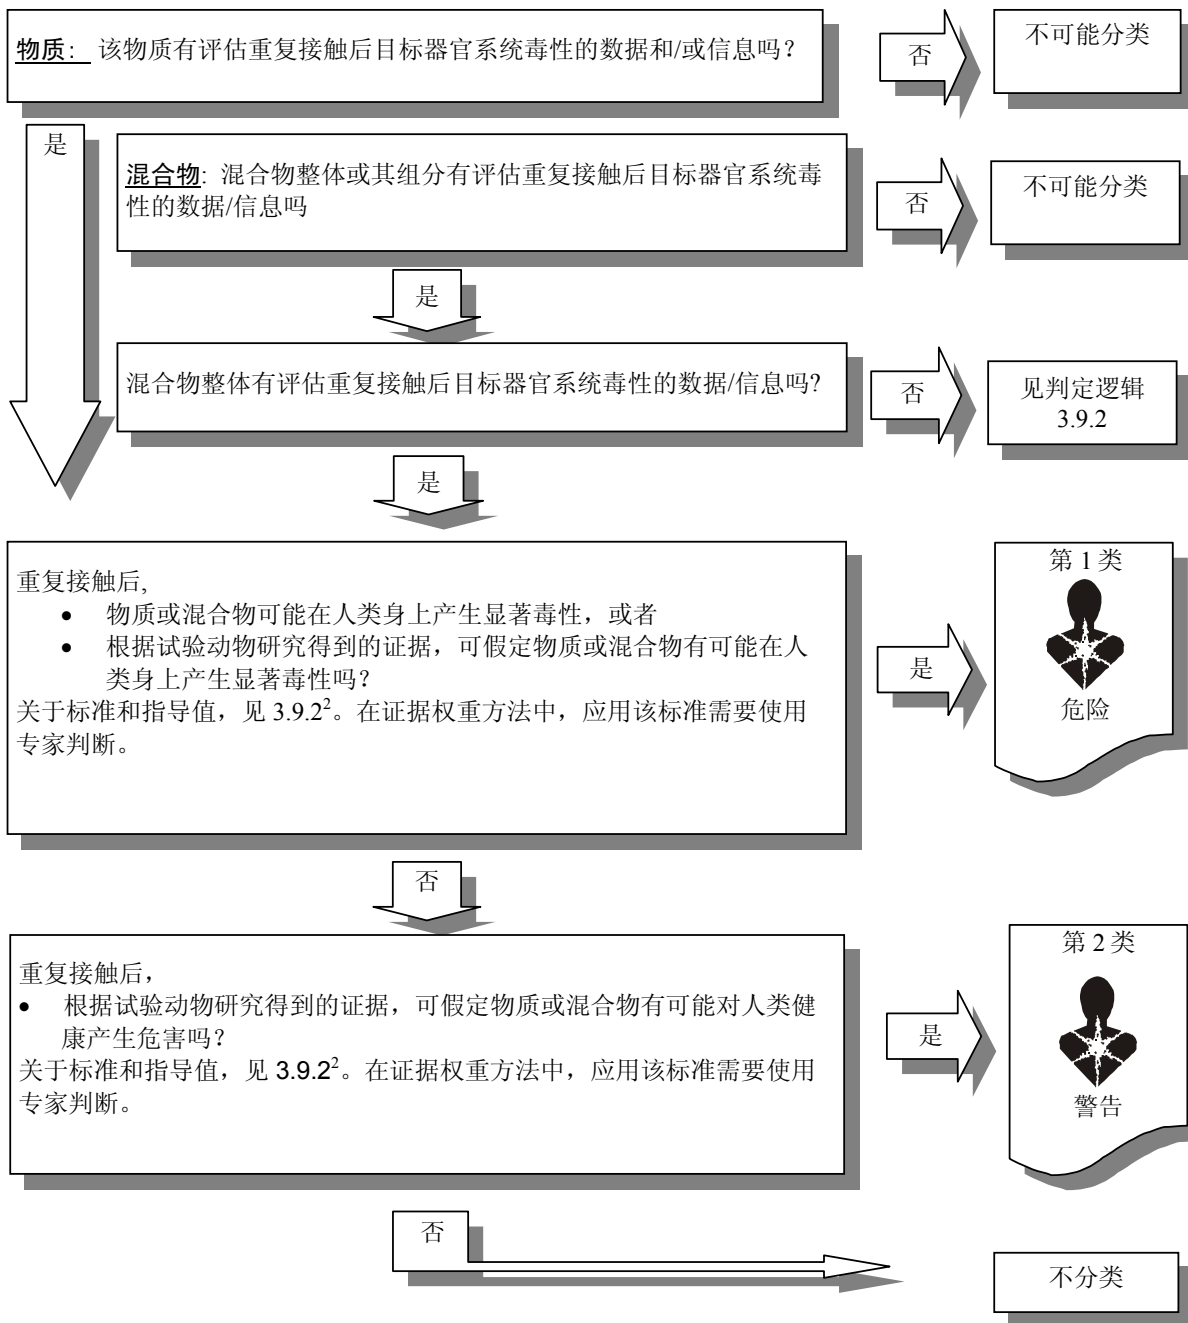 物质: 该物质有评估重复接触后目标器官系统毒性的数据和/或信息吗?
否
不可能分类
是
混合物: 混合物整体或其组分有评估重复接触后目标器官系统毒
性的数据/信息吗
否
不可能分类
是
混合物整体有评估重复接触后目标器官系统毒性的数据/信息吗?
否
见判定逻辑
3.9.2
是
重复接触后,
• 物质或混合物可能在人类身上产生显著毒性，或者
• 根据试验动物研究得到的证据，可假定物质或混合物有可能在人
类身上产生显著毒性吗?
关于标准和指导值，见 3.9.2²。在证据权重方法中，应用该标准需要使用
专家判断。
是
第 1 类
危险
否
重复接触后，
• 根据试验动物研究得到的证据，可假定物质或混合物有可能对人类健
康产生危害吗?
关于标准和指导值，见 3.9.2²。在证据权重方法中，应用该标准需要使用
专家判断。
是
第 2 类
警告
否
不分类